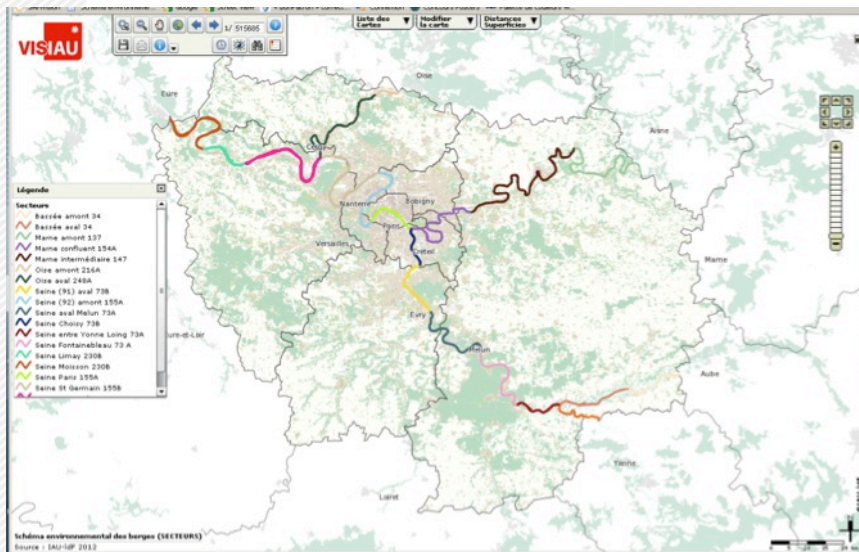 Liste des Cartes
Modifier la carte
Distances Superficies
1/ 515685
VISIAU
Oise
Eure
Aisne
Nanterre
Bobigny
Paris
Versailles
Créteil
Marne
Evry
Melun
Aube
Yonne
Loiret
ure-et-Loir
Légende
Secteurs
Bassée amont 34
Bassée aval 34
Marne amont 137
Marne confluent 154A
Marne intermédiaire 147
Oise amont 216A
Oise aval 248A
Seine (91) aval 73B
Seine (92) amont 155A
Seine aval Melun 73A
Seine Choisy 73B
Seine entre Yonne Loing 73A
Seine Fontainebleau 73 A
Seine Limay 230B
Seine Moisson 230B
Seine Paris 155A
Seine St Germain 155B
Schéma environnemental des berges (SECTEURS)
Source : IAU-îdF 2012